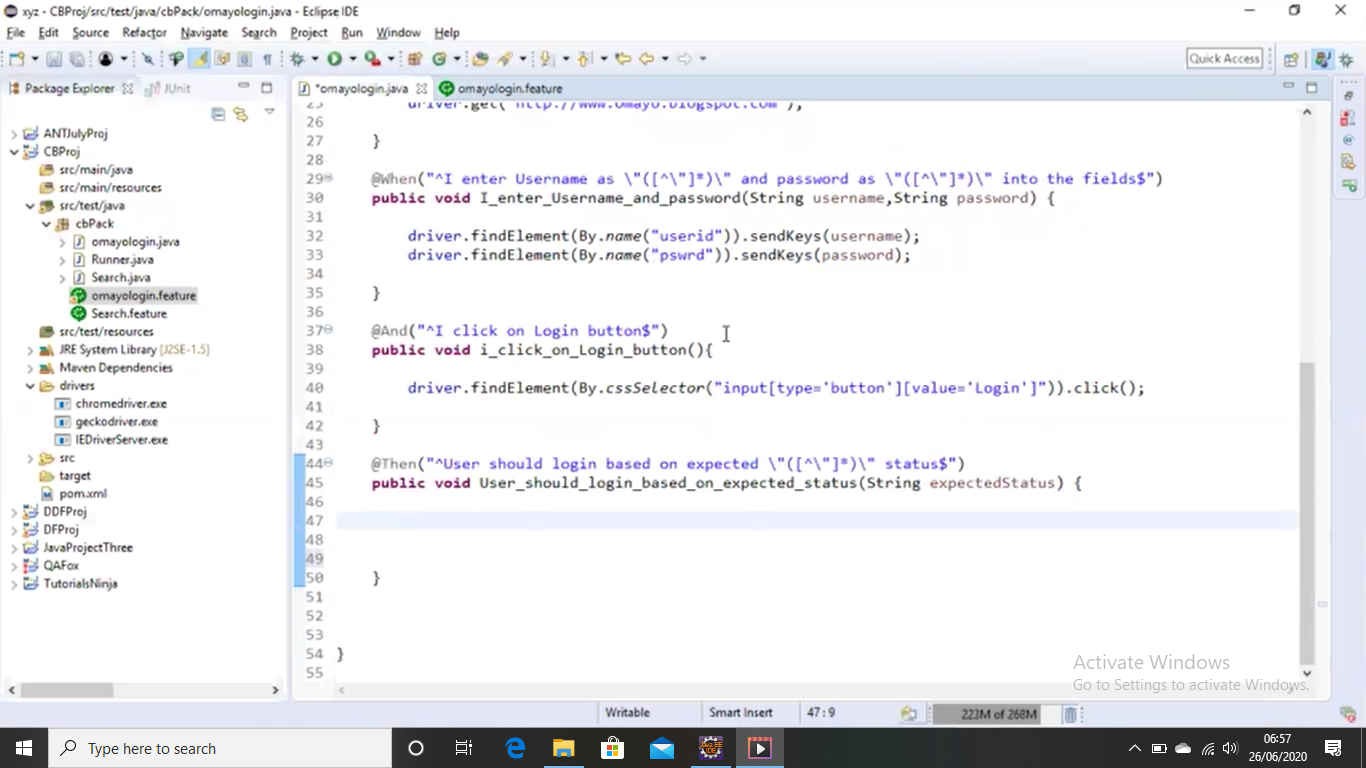 xyz - CBProj/src/test/java/cbPack/omayologin.java - Eclipse IDE
File Edit Source Refactor Navigate Search Project Run Window Help
Quick Access
Package Explorer JUnit
*omayologin.java omayologin.feature
ANTJulyProj
CBProj
src/main/java
src/main/resources
src/test/java
cbPack
omayologin.java
Runner.java
Search.java
omayologin.feature
Search.feature
src/test/resources
JRE System Library [J2SE-1.5]
Maven Dependencies
drivers
chromedriver.exe
geckodriver.exe
IEDriverServer.exe
src
target
pom.xml
DDFProj
DFProj
JavaProjectThree
QAFox
TutorialsNinja
25 driver.get("http://www.omayo.blogspot.com");
26
27 }
28
29 @When("^I enter Username as \"([^\"]*)\" and password as \"([^\"]*)\" into the fields$")
30 public void I_enter_Username_and_password(String username,String password) {
31
32 driver.findElement(By.name("userid")).sendKeys(username);
33 driver.findElement(By.name("pswrd")).sendKeys(password);
34
35 }
36
37 @And("^I click on Login button$")
38 public void i_click_on_Login_button(){
39
40 driver.findElement(By.cssSelector("input[type='button'][value='Login']")).click();
41
42 }
43
44 @Then("^User should login based on expected \"([^\"]*)\" status$")
45 public void User_should_login_based_on_expected_status(String expectedStatus) {
46
47
48
49
50 }
51
52
53
54 }
55
Activate Windows
Go to Settings to activate Windows.
Writable Smart Insert 47 : 9 223M of 268M
Type here to search
06:57
26/06/2020